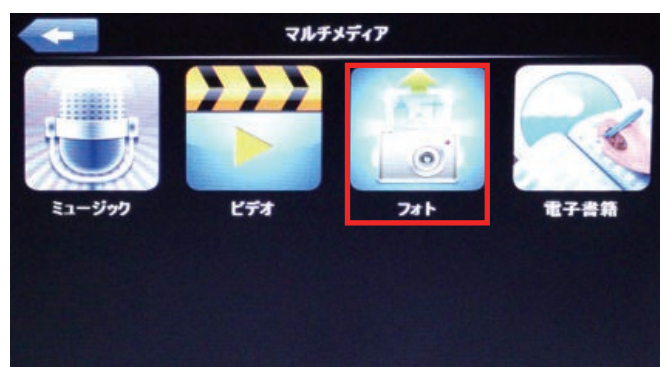 マルチメディア
ミュージック
ビデオ
フォト
電子書籍